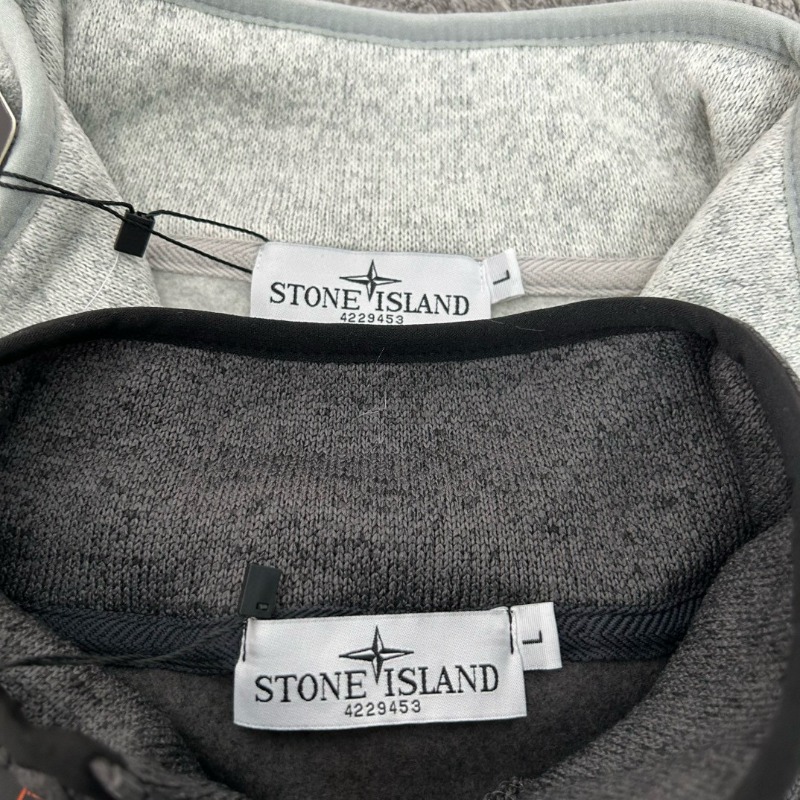 STONE ISLAND
4229453
L
STONE ISLAND
4229453
L